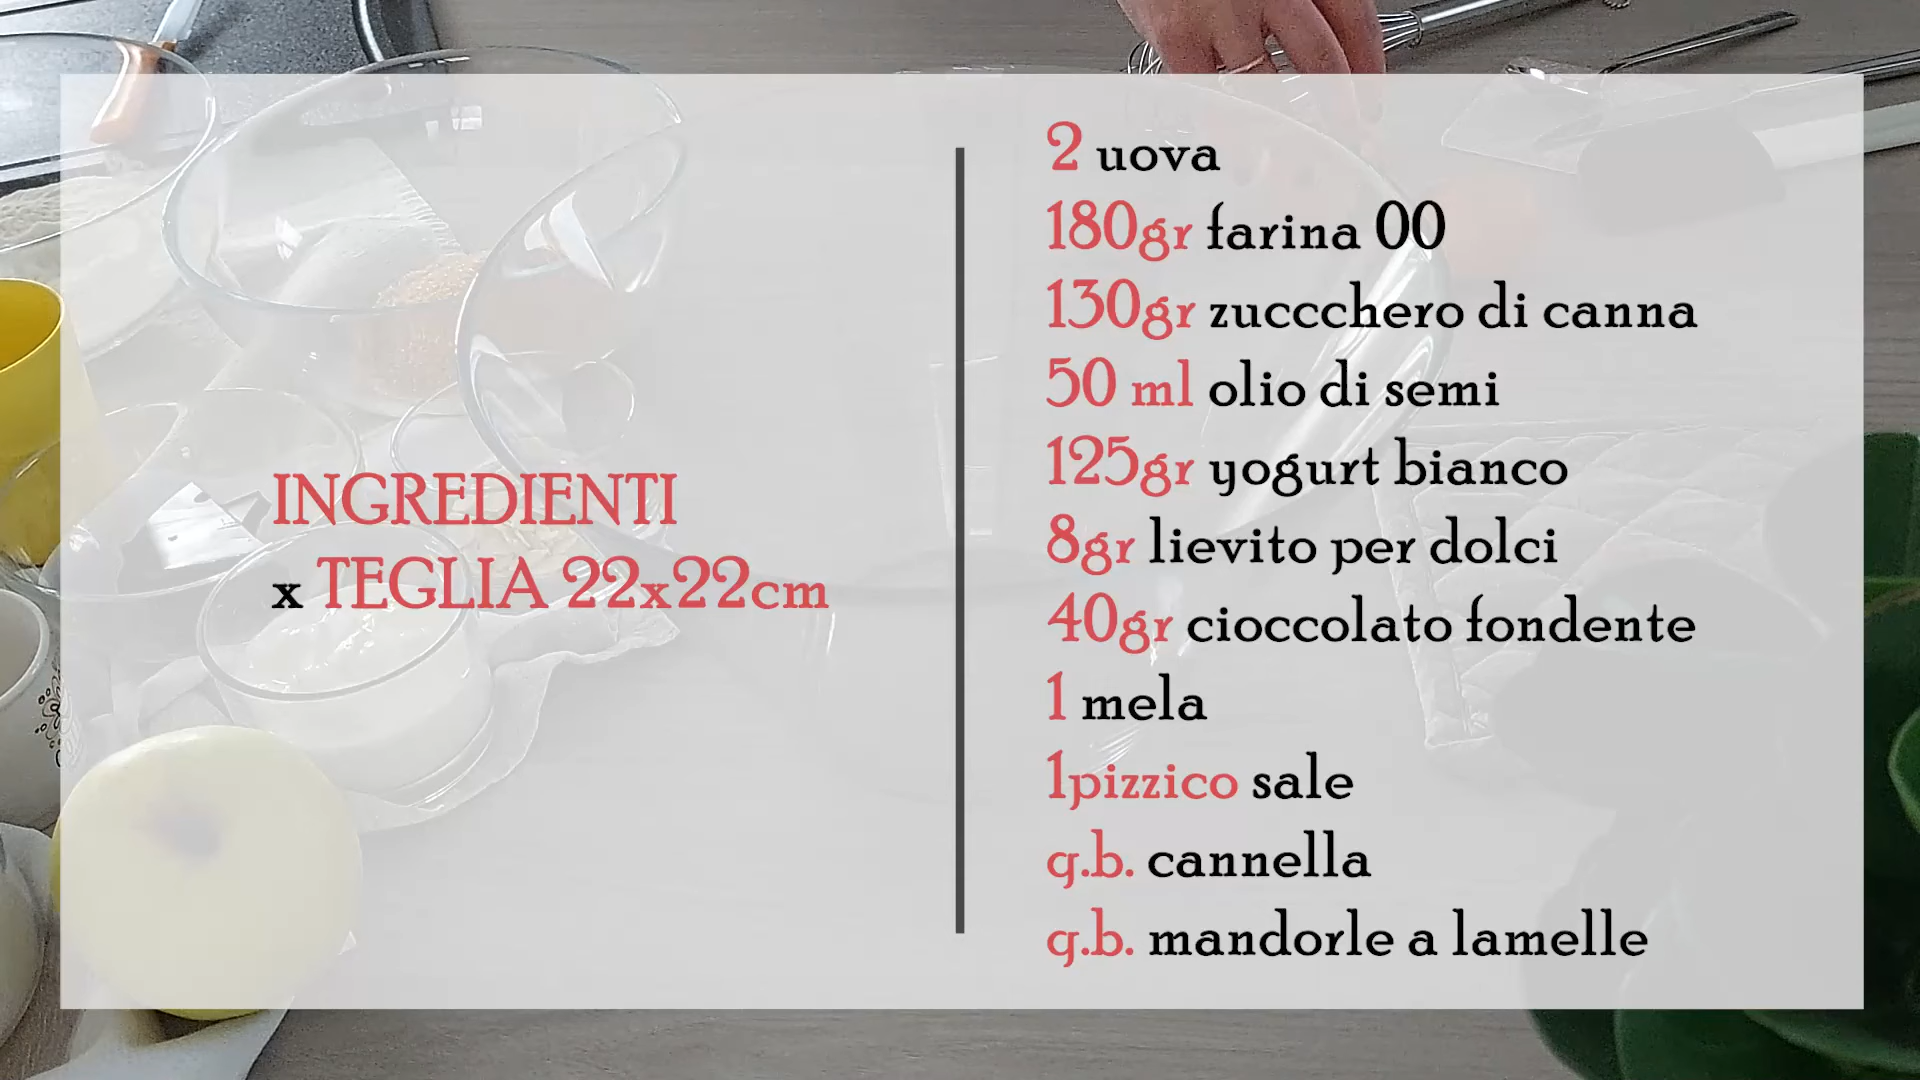 INGREDIENTI
x TEGLIA 22x22cm
2 uova
180gr farina 00
130gr zuccchero di canna
50 ml olio di semi
125gr yogurt bianco
8gr lievito per dolci
40gr cioccolato fondente
1 mela
1pizzico sale
q.b. cannella
q.b. mandorle a lamelle